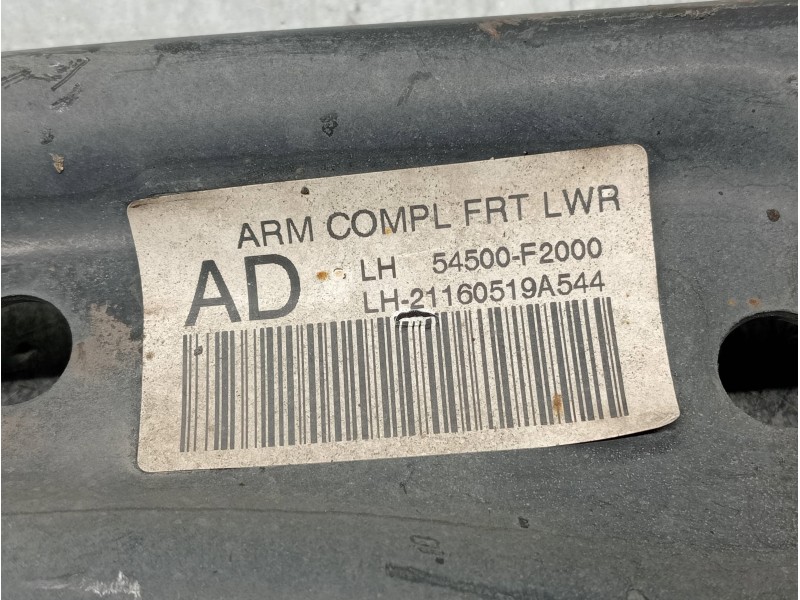 ARM COMPL FRT LWR
AD LH 54500-F2000
LH-21160519A544